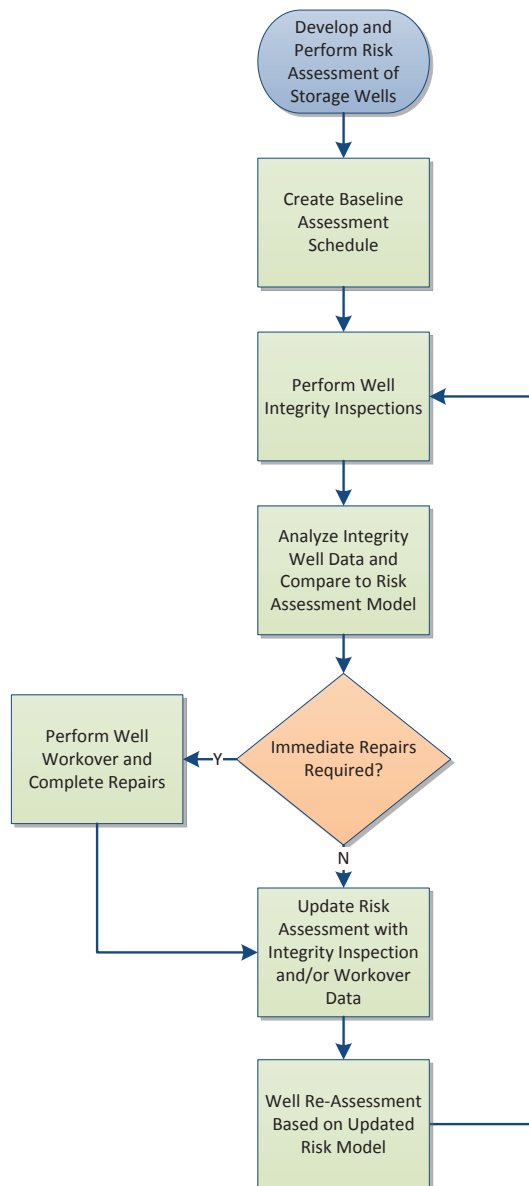 Develop and
Perform Risk
Assessment of
Storage Wells
Create Baseline
Assessment
Schedule
Perform Well
Integrity Inspections
Analyze Integrity
Well Data and
Compare to Risk
Assessment Model
Immediate Repairs
Required?
Y
Perform Well
Workover and
Complete Repairs
N
Update Risk
Assessment with
Integrity Inspection
and/or Workover
Data
Well Re-Assessment
Based on Updated
Risk Model